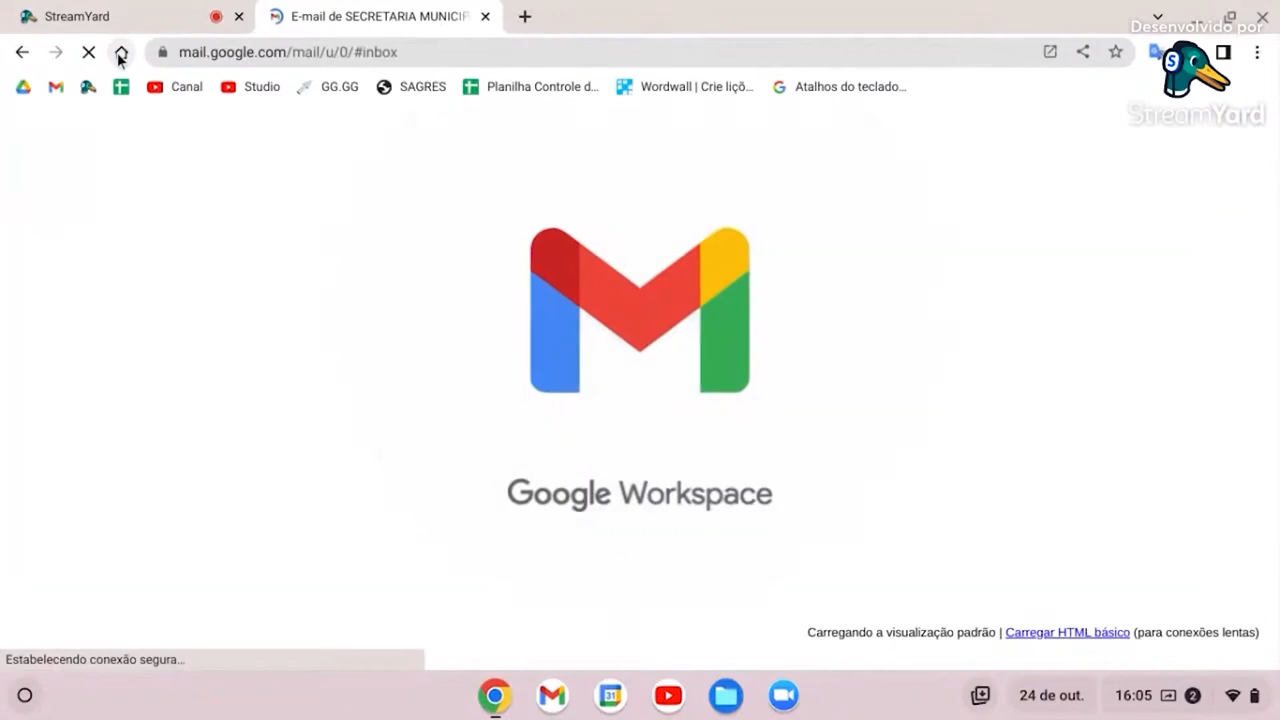 StreamYard
E-mail de SECRETARIA MUNICIF
Desenvolvido por
mail.google.com/mail/u/0/#inbox
Canal
Studio
GG.GG
SAGRES
Planilha Controle d...
Wordwall | Crie liçõ...
Atalhos do teclado...
StreamYard
Google Workspace
Carregando a visualização padrão | Carregar HTML básico (para conexões lentas)
Estabelecendo conexão segura...
31
24 de out.
16:05
2